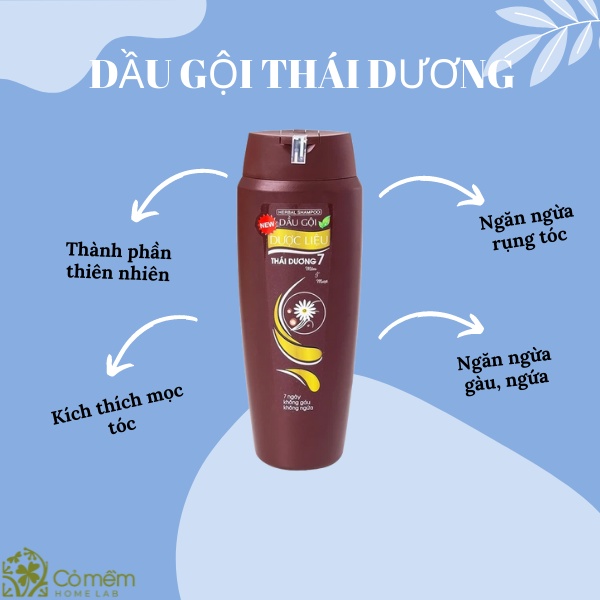 DẦU GỘI THÁI DƯƠNG
Thành phần
thiên nhiên
Ngăn ngừa
rụng tóc
HERBAL SHAMPOO
NEW
DẦU GỘI
DƯỢC LIỆU
THÁI DƯƠNG 7
Mềm
Mượt
7 ngày
không gàu
không ngứa
Kích thích mọc
tóc
Ngăn ngừa
gàu, ngứa
Cỏ mềm
HOME LAB